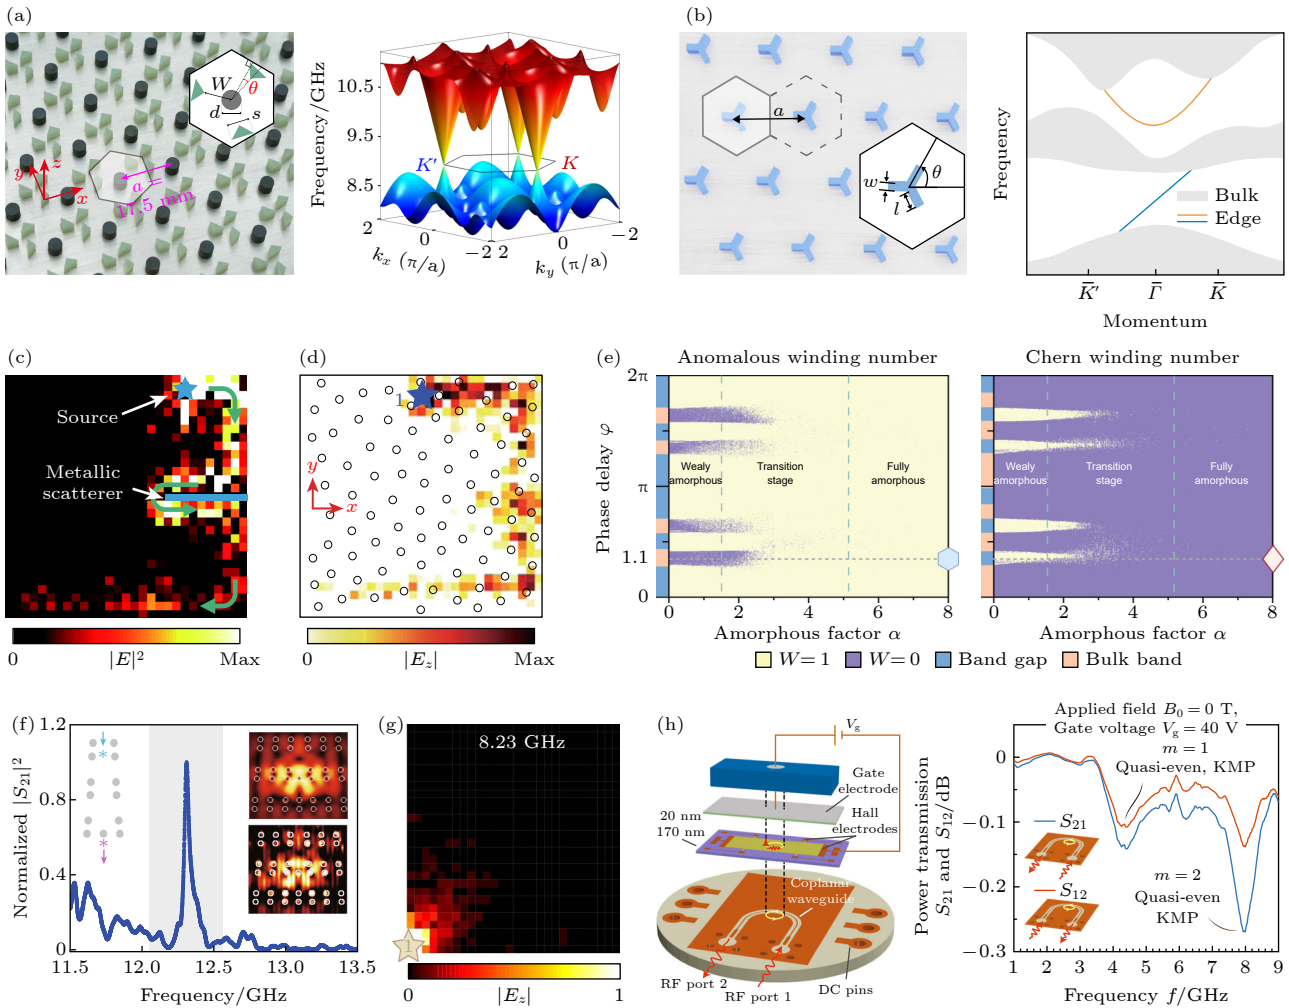 (a)
W
θ
d
s
z
y
x
a =
17.5 mm
Frequency/GHz
10.5
9.5
8.5
K′
K
2
0
−2
2
0
−2
kx (π/a)
ky (π/a)
(b)
a
w
l
θ
Frequency
Bulk
Edge
K̄′
Γ̄
K̄
Momentum
(c)
Source
Metallic
scatterer
0
|E|²
Max
(d)
1
y
x
0
|Ez|
Max
(e)
Anomalous winding number
Chern winding number
Phase delay φ
2π
π
1.1
0
Wealy
amorphous
Transition
stage
Fully
amorphous
Wealy
amorphous
Transition
stage
Fully
amorphous
0
2
4
6
8
0
2
4
6
8
Amorphous factor α
Amorphous factor α
W=1
W=0
Band gap
Bulk band
(f)
Normalized |S21|²
1.2
0.8
0.4
0
11.5
12.5
13.0
13.5
Frequency/GHz
(g)
8.23 GHz
1
0
|Ez|
1
(h)
Vg
Gate
electrode
Hall
electrodes
20 nm
170 nm
Coplanar
waveguide
RF port 2
RF port 1
DC pins
Power transmission
S21 and S12/dB
Applied field B0=0 T,
Gate voltage Vg=40 V
m=1
Quasi-even, KMP
S21
S12
m=2
Quasi-even
KMP
0
−0.1
−0.2
−0.3
1
2
3
4
5
6
7
8
9
Frequency f/GHz